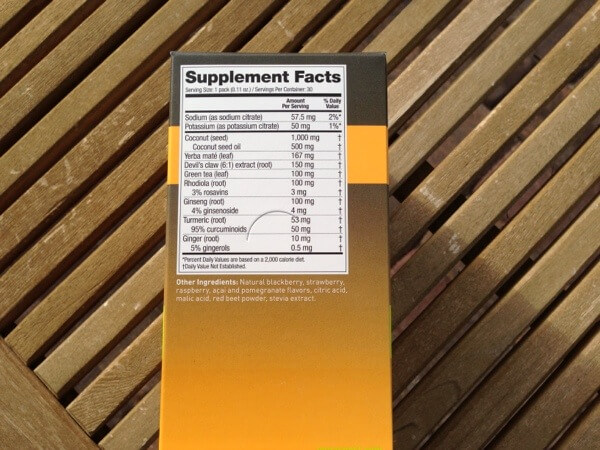 Supplement Facts
Serving Size: 1 pack (0.11 oz.) / Servings Per Container: 30
Amount Per Serving % Daily Value
Sodium (as sodium citrate) 57.5 mg 2%*
Potassium (as potassium citrate) 50 mg 1%*
Coconut (seed) 1,000 mg †
Coconut seed oil 500 mg †
Yerba maté (leaf) 167 mg †
Devil's claw (6:1) extract (root) 150 mg †
Green tea (leaf) 100 mg †
Rhodiola (root) 100 mg †
3% rosavins 3 mg †
Ginseng (root) 100 mg †
4% ginsenoside 4 mg †
Turmeric (root) 53 mg †
95% curcuminoids 50 mg †
Ginger (root) 10 mg †
5% gingerols 0.5 mg †
*Percent Daily Values are based on a 2,000 calorie diet.
†Daily Value Not Established.
Other Ingredients: Natural blackberry, strawberry,
raspberry, açai and pomegranate flavors, citric acid,
malic acid, red beet powder, stevia extract.